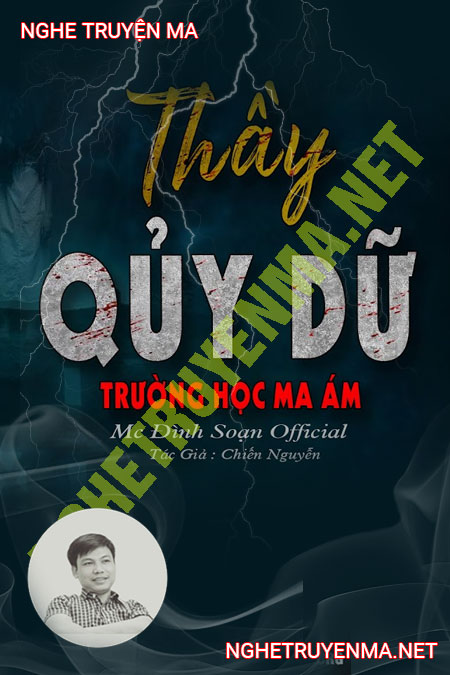 NGHE TRUYỆN MA
Thầy
QUỶ DỮ
TRƯỜNG HỌC MA ÁM
Mc Đình Soạn Official
Tác Giả : Chiến Nguyễn
NGHETRUYENMA.NET
NGHETRUYENMA.NET